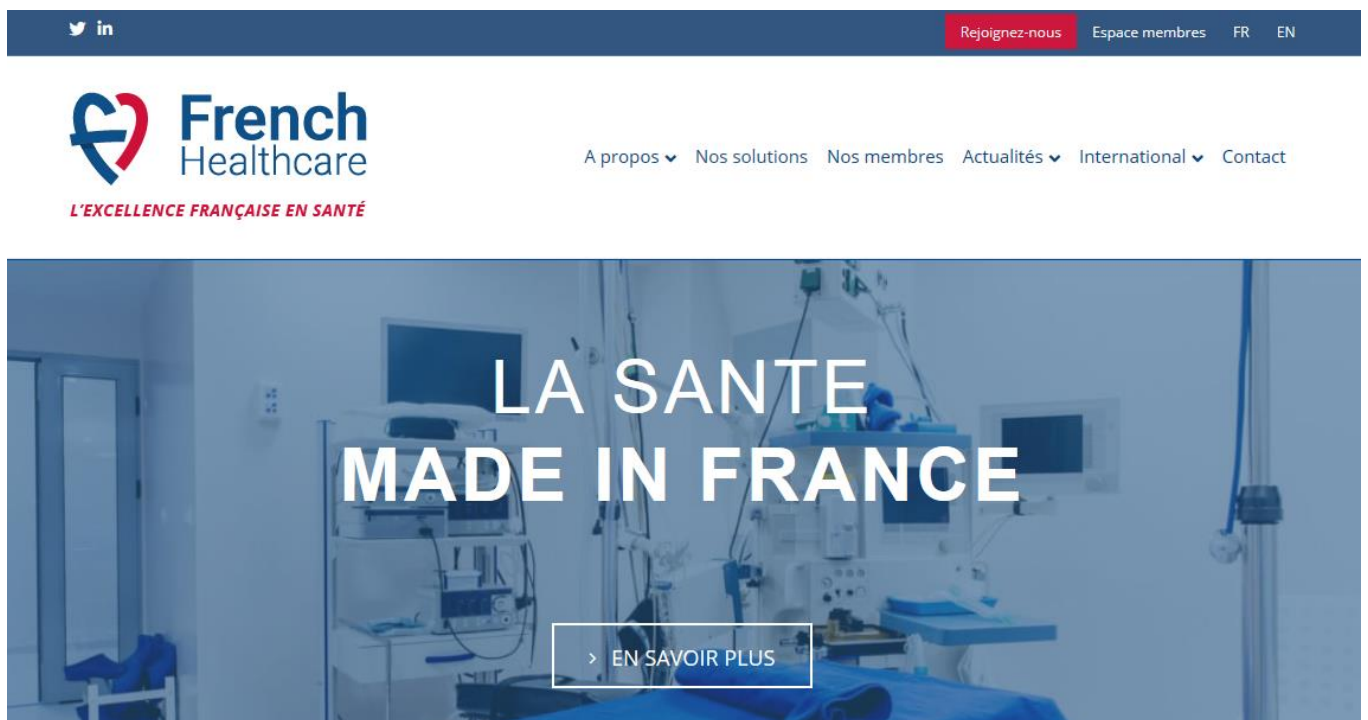 Rejoignez-nous Espace membres FR EN
French
Healthcare
L'EXCELLENCE FRANÇAISE EN SANTÉ
A propos Nos solutions Nos membres Actualités International Contact
LA SANTE
MADE IN FRANCE
> EN SAVOIR PLUS